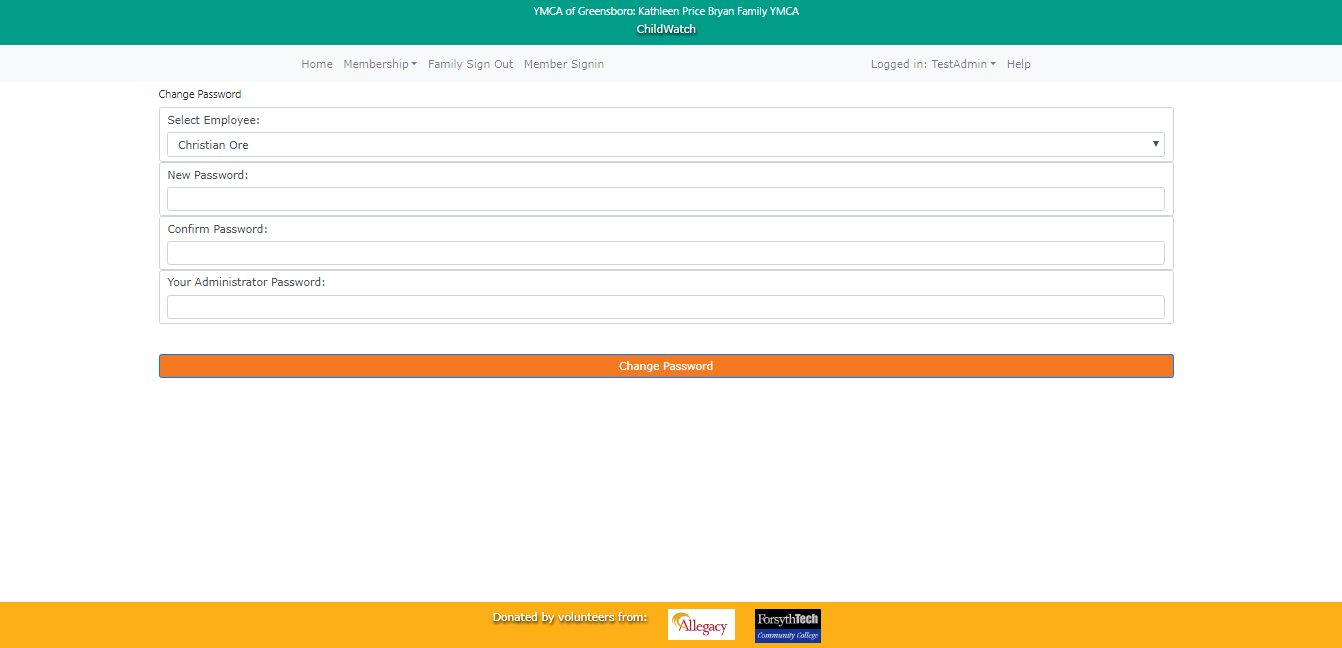 YMCA of Greensboro: Kathleen Price Bryan Family YMCA
ChildWatch
Home Membership Family Sign Out Member Signin Logged in: TestAdmin Help
Change Password
Select Employee:
Christian Ore
New Password:
Confirm Password:
Your Administrator Password:
Change Password
Donated by volunteers from: Allegacy ForsythTech
Community College